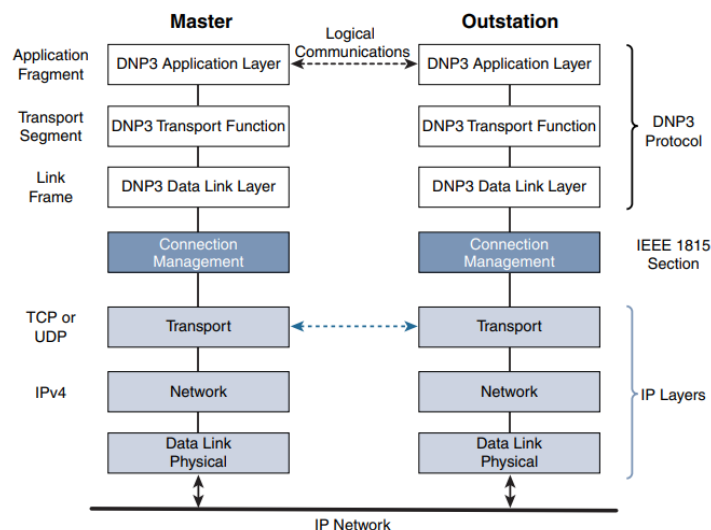 Master
Outstation
Logical
Communications
Application
Fragment
DNP3 Application Layer
DNP3 Application Layer
Transport
Segment
DNP3 Transport Function
DNP3 Transport Function
DNP3
Protocol
Link
Frame
DNP3 Data Link Layer
DNP3 Data Link Layer
Connection
Management
Connection
Management
IEEE 1815
Section
TCP or
UDP
Transport
Transport
IPv4
Network
Network
IP Layers
Data Link
Physical
Data Link
Physical
IP Network